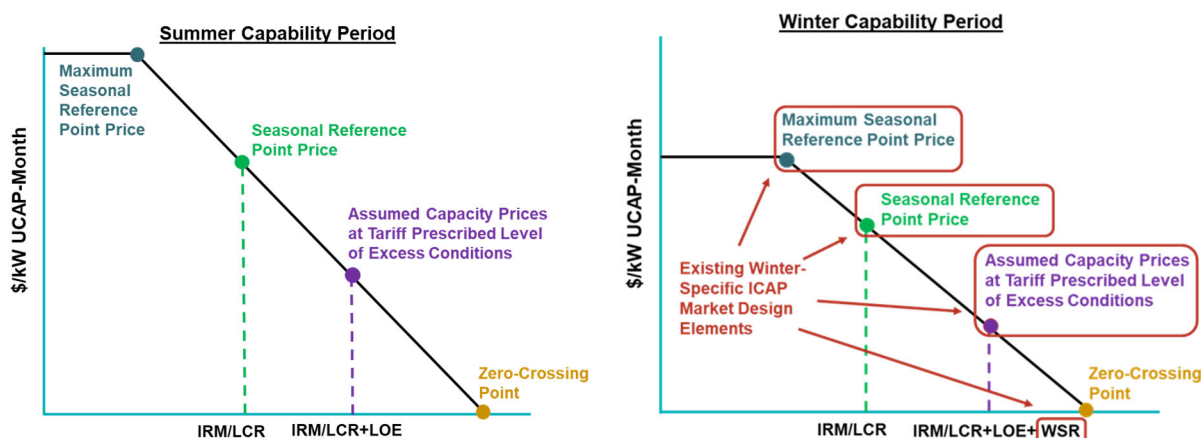 Summer Capability Period
$/kW UCAP-Month
Maximum
Seasonal
Reference
Point Price
Seasonal Reference
Point Price
Assumed Capacity Prices
at Tariff Prescribed Level
of Excess Conditions
Zero-Crossing
Point
IRM/LCR
IRM/LCR+LOE
Winter Capability Period
$/kW UCAP-Month
Maximum Seasonal
Reference Point Price
Seasonal Reference
Point Price
Assumed Capacity Prices
at Tariff Prescribed Level
of Excess Conditions
Existing Winter-
Specific ICAP
Market Design
Elements
Zero-Crossing
Point
IRM/LCR
IRM/LCR+LOE+ WSR